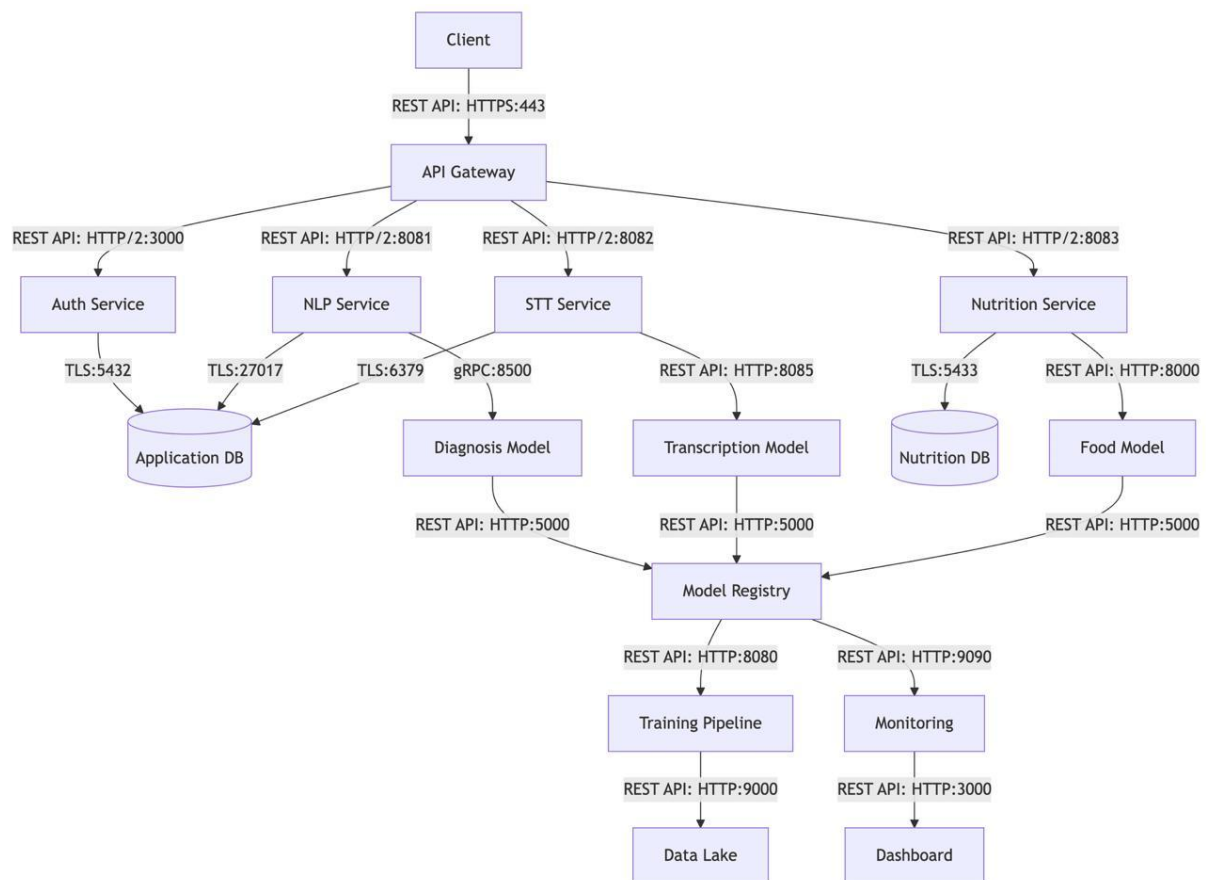 Client
REST API: HTTPS:443
API Gateway
REST API: HTTP/2:3000
REST API: HTTP/2:8081
REST API: HTTP/2:8082
REST API: HTTP/2:8083
Auth Service
NLP Service
STT Service
Nutrition Service
TLS:5432
TLS:27017
TLS:6379
gRPC:8500
REST API: HTTP:8085
TLS:5433
REST API: HTTP:8000
Application DB
Diagnosis Model
Transcription Model
Nutrition DB
Food Model
REST API: HTTP:5000
REST API: HTTP:5000
REST API: HTTP:5000
Model Registry
REST API: HTTP:8080
REST API: HTTP:9090
Training Pipeline
Monitoring
REST API: HTTP:9000
REST API: HTTP:3000
Data Lake
Dashboard